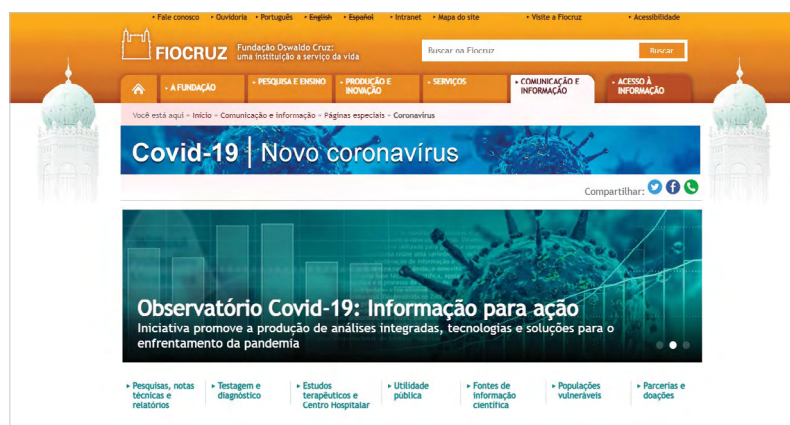 Fale conosco Ouvidoria Português English Español Intranet Mapa do site Visite a Fiocruz Acessibilidade
FIOCRUZ
Fundação Oswaldo Cruz:
uma instituição a serviço da vida
Buscar na Fiocruz
Buscar
A FUNDAÇÃO
PESQUISA E ENSINO
PRODUÇÃO E
INOVAÇÃO
SERVIÇOS
COMUNICAÇÃO E
INFORMAÇÃO
ACESSO À
INFORMAÇÃO
Você está aqui » Início » Comunicação e informação » Páginas especiais » Coronavírus
Covid-19 | Novo coronavírus
Compartilhar:
Observatório Covid-19: Informação para ação
Iniciativa promove a produção de análises integradas, tecnologias e soluções para o
enfrentamento da pandemia
Pesquisas, notas
técnicas e
relatórios
Testagem e
diagnóstico
Estudos
terapêuticos e
Centro Hospitalar
Utilidade
pública
Fontes de
informação
científica
Populações
vulneráveis
Parcerias e
doações